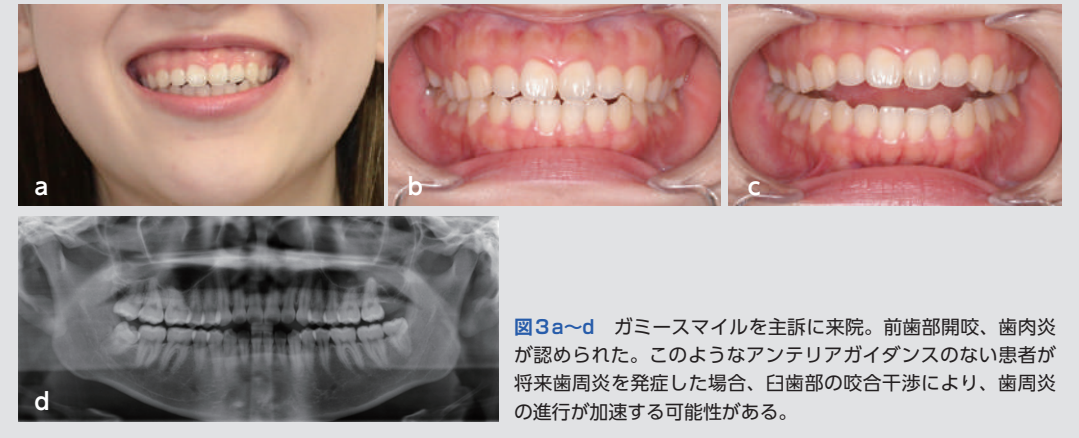 a
b
c
d
図3a〜d ガミースマイルを主訴に来院。前歯部開咬、歯肉炎
が認められた。このようなアンテリアガイダンスのない患者が
将来歯周炎を発症した場合、臼歯部の咬合干渉により、歯周炎
の進行が加速する可能性がある。